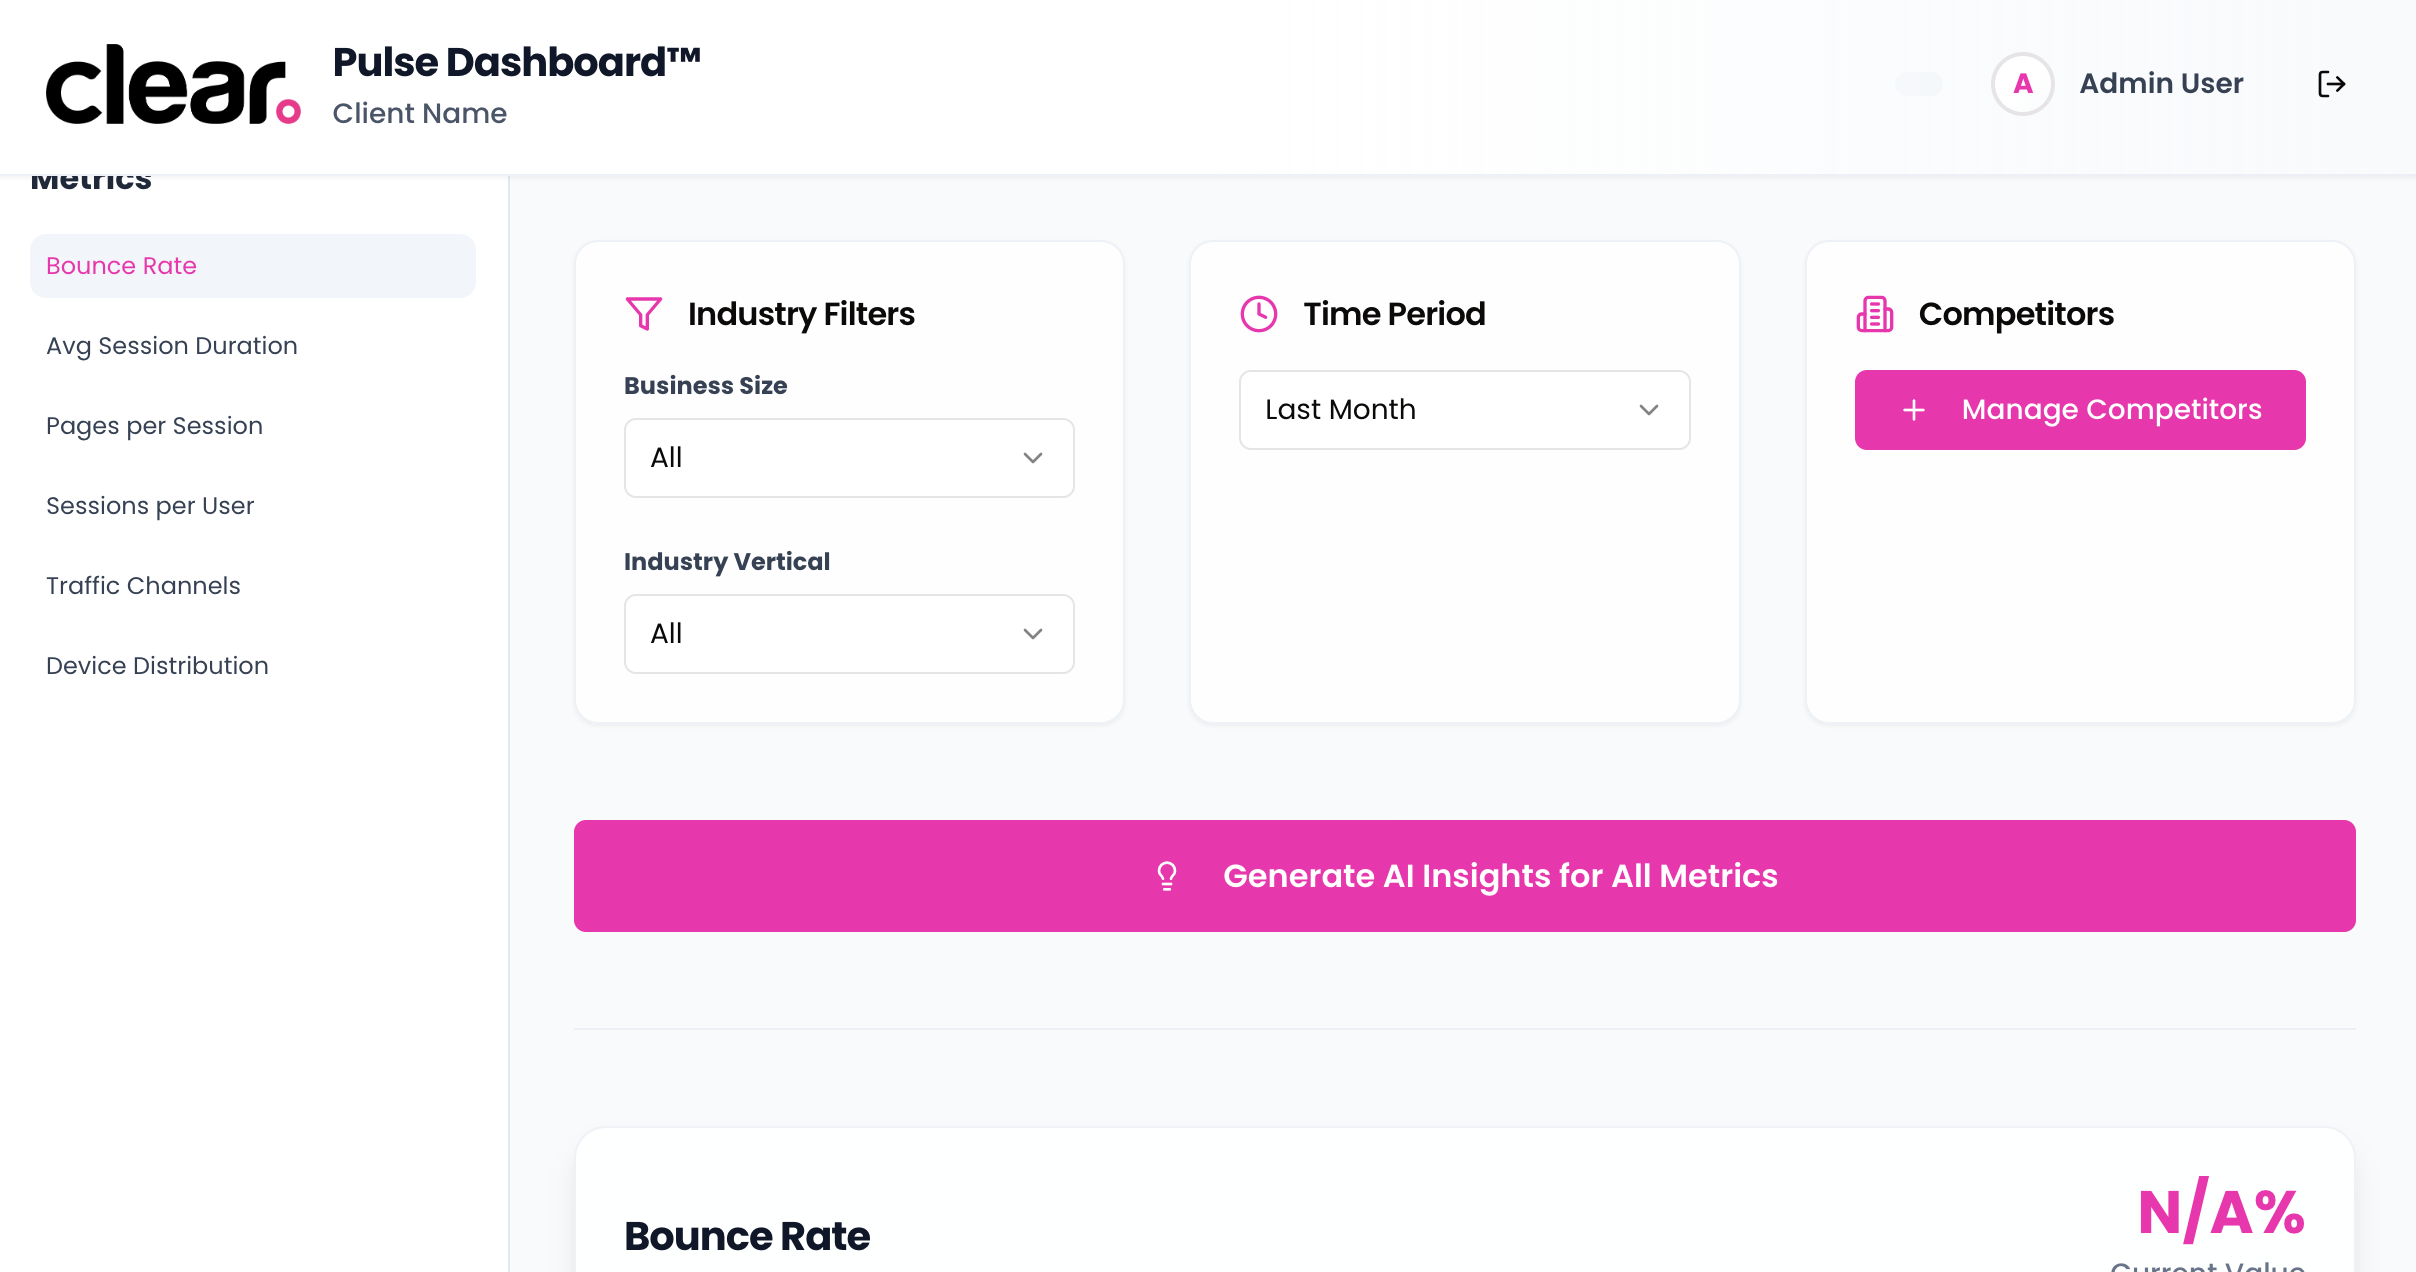 clear.
Pulse Dashboard™
Client Name
A
Admin User
Metrics
Bounce Rate
Avg Session Duration
Pages per Session
Sessions per User
Traffic Channels
Device Distribution
Industry Filters
Business Size
All
Industry Vertical
All
Time Period
Last Month
Competitors
Manage Competitors
Generate AI Insights for All Metrics
Bounce Rate
N/A%
Current Value